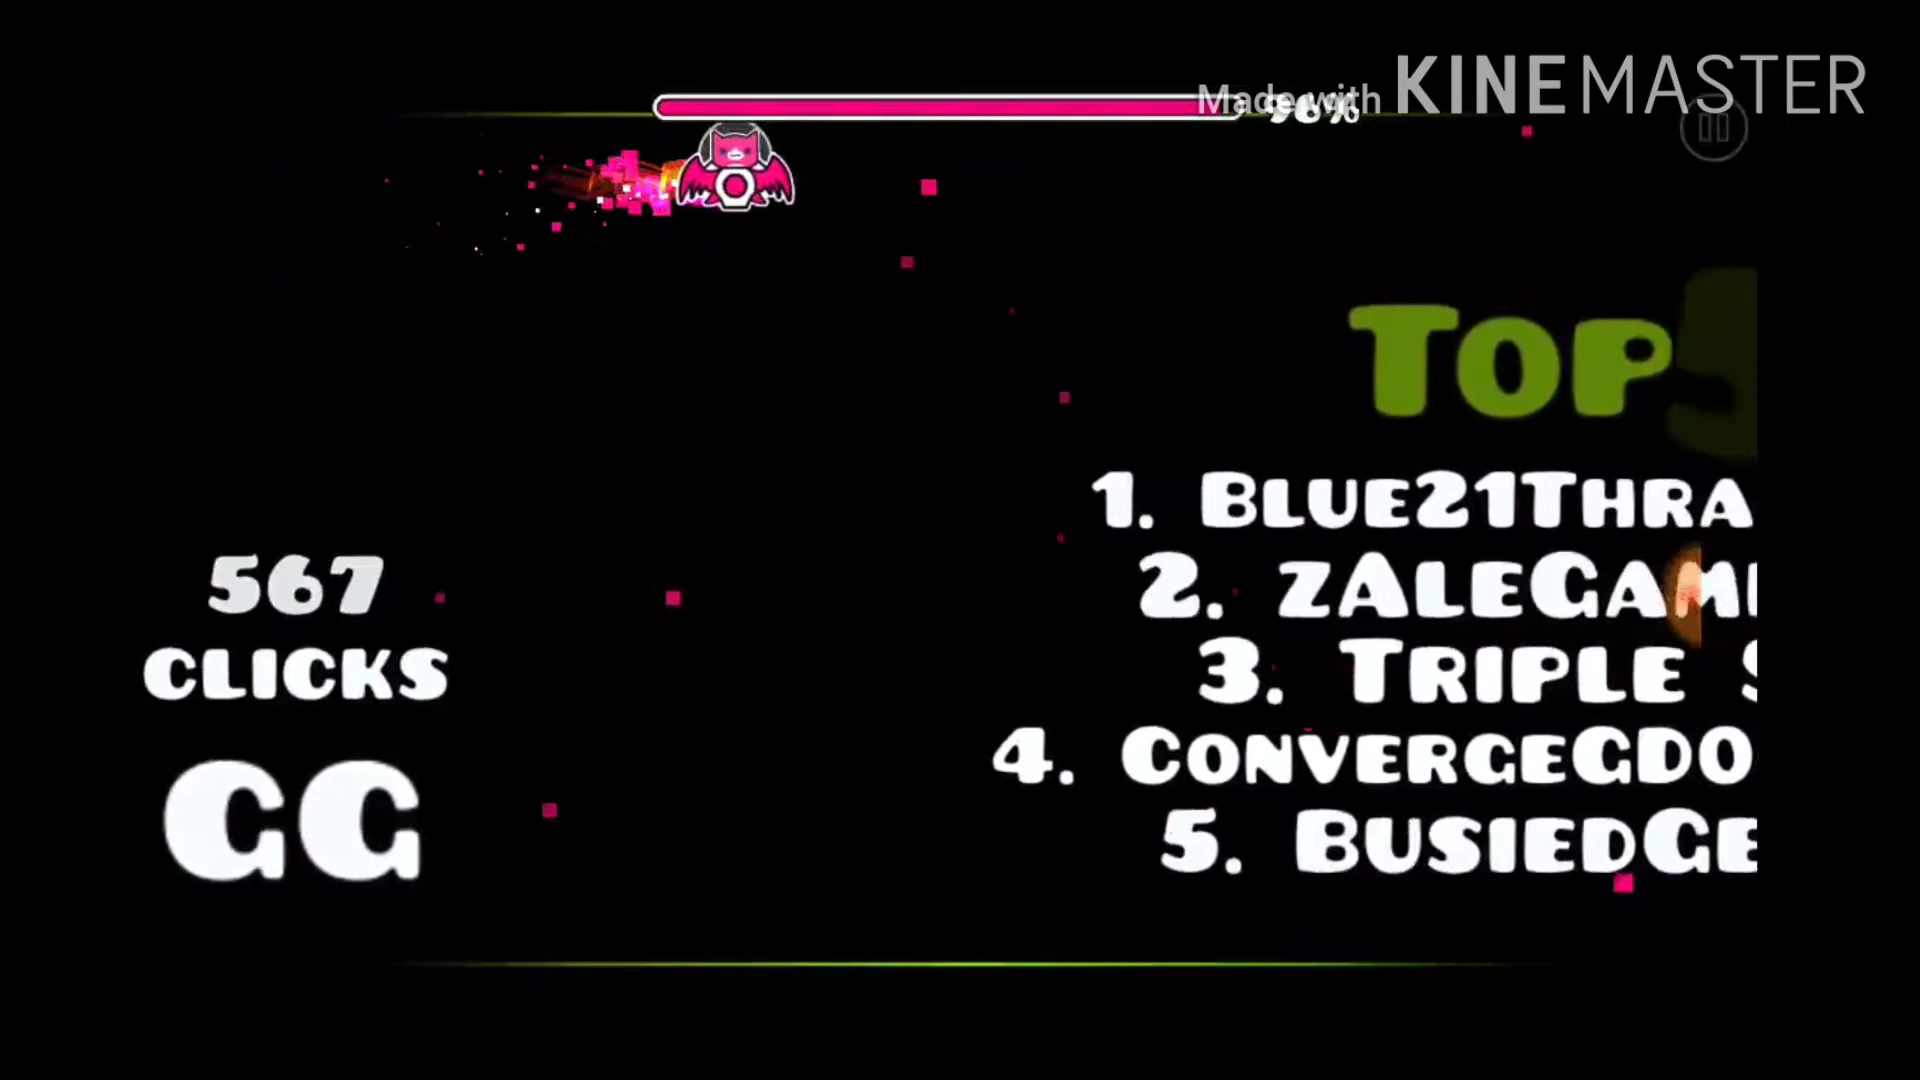 Made with KINEMASTER
TOP
1. BLUE21THRA
2. ZALEGAM
3. TRIPLE
4. CONVERGEGDO
5. BUSIEDGE
567
CLICKS
GG